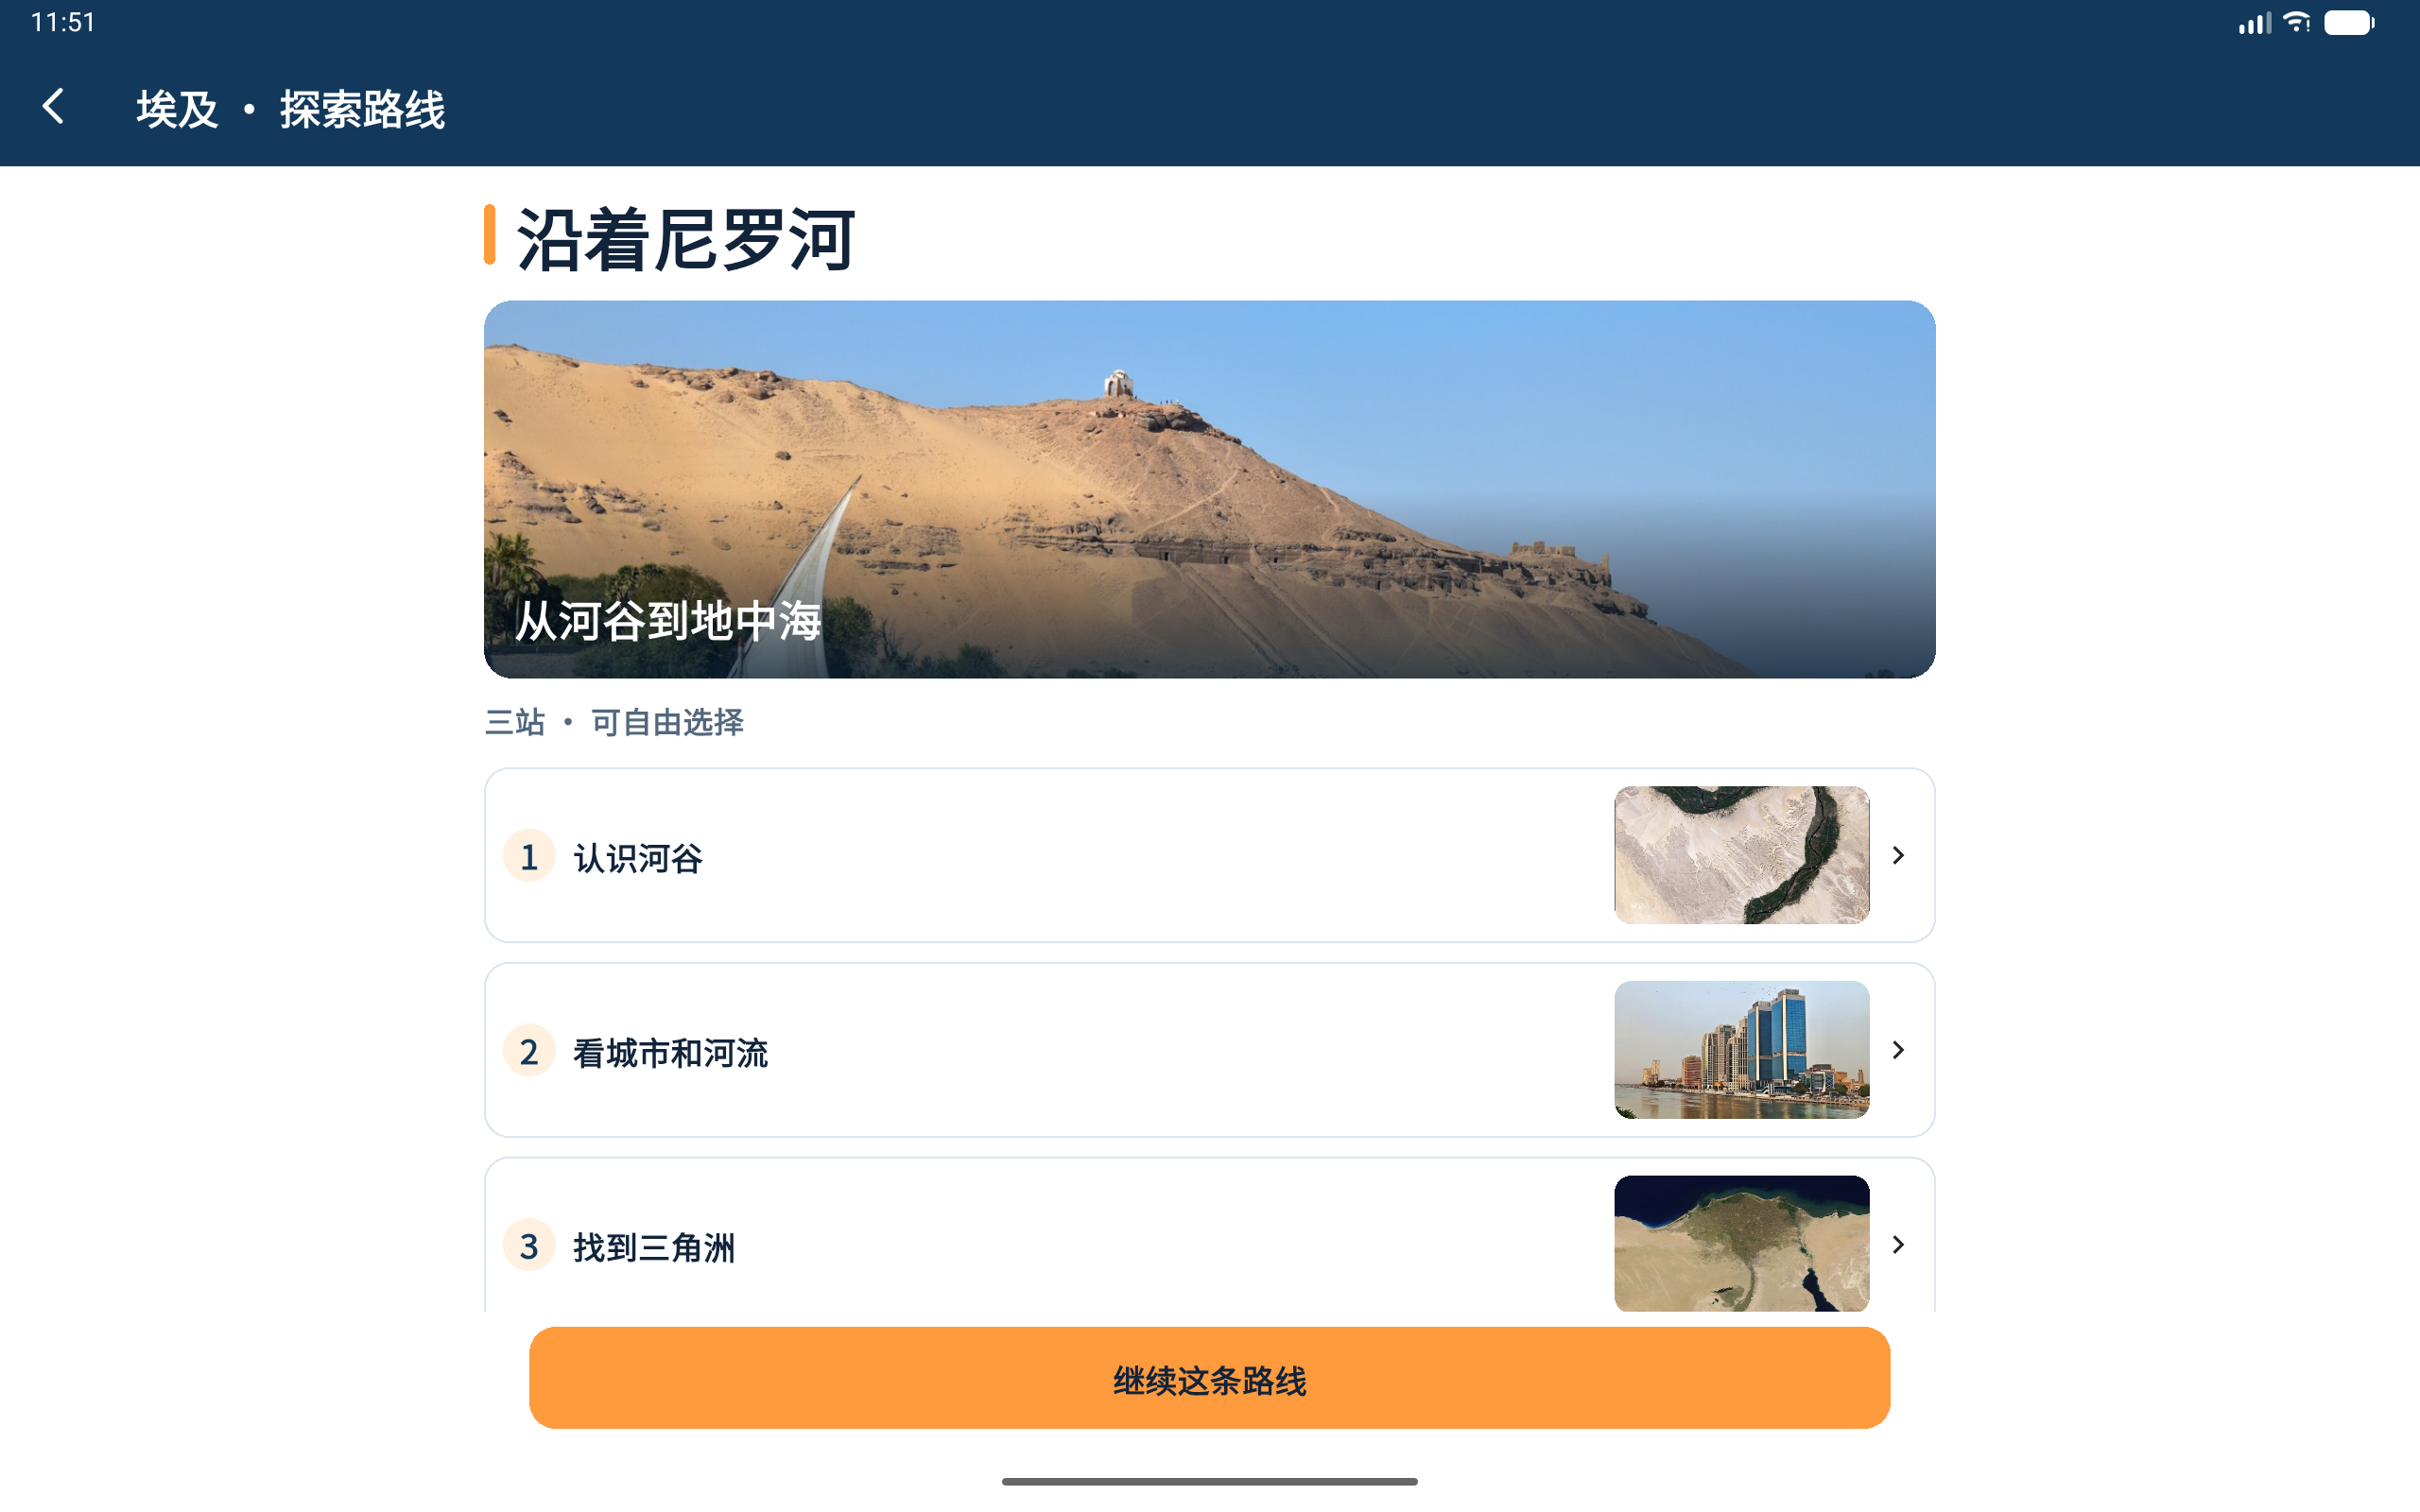 11:51
埃及 · 探索路线
沿着尼罗河
从河谷到地中海
三站 · 可自由选择
1 认识河谷
2 看城市和河流
3 找到三角洲
继续这条路线